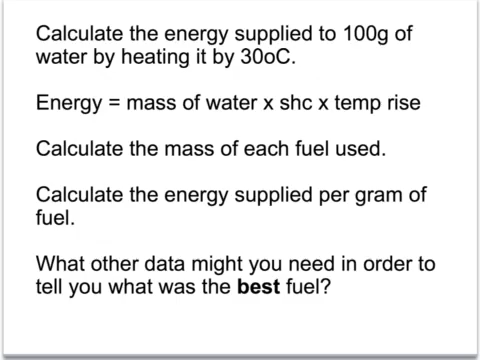 Calculate the energy supplied to 100g of
water by heating it by 30oC.
Energy = mass of water x shc x temp rise
Calculate the mass of each fuel used.
Calculate the energy supplied per gram of
fuel.
What other data might you need in order to
tell you what was the best fuel?